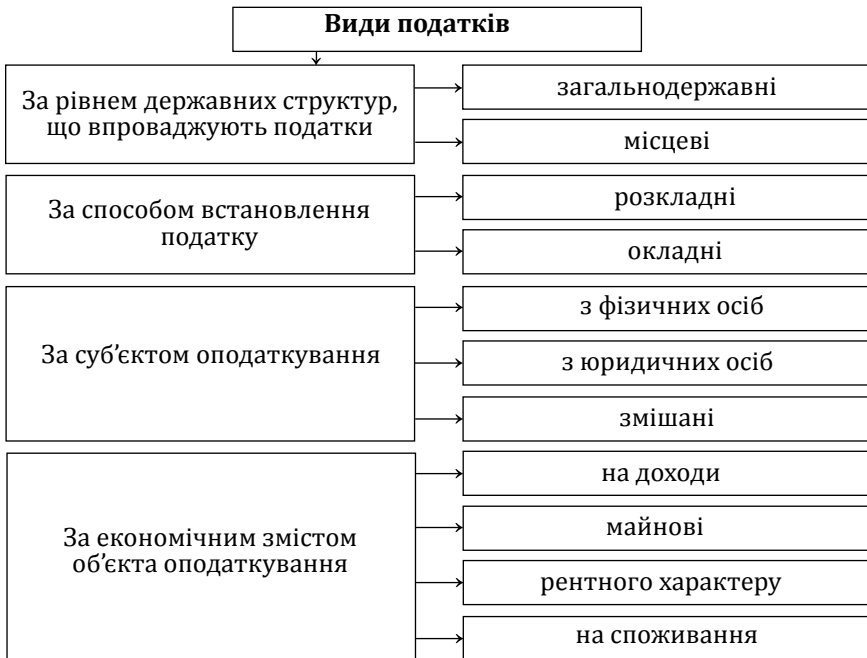 Види податків
За рівнем державних структур,
що впроваджують податки
загальнодержавні
місцеві
За способом встановлення
податку
розкладні
окладні
За суб’єктом оподаткування
з фізичних осіб
з юридичних осіб
змішані
За економічним змістом
об’єкта оподаткування
на доходи
майнові
рентного характеру
на споживання